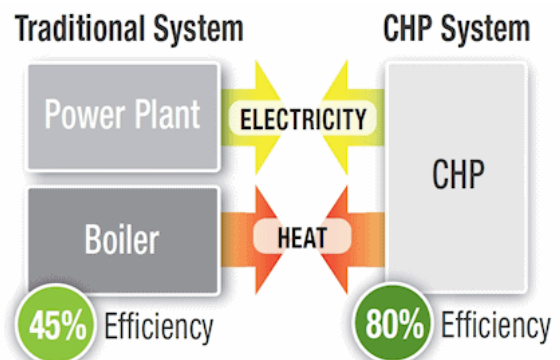 Traditional System
CHP System
Power Plant
ELECTRICITY
CHP
Boiler
HEAT
45% Efficiency
80% Efficiency